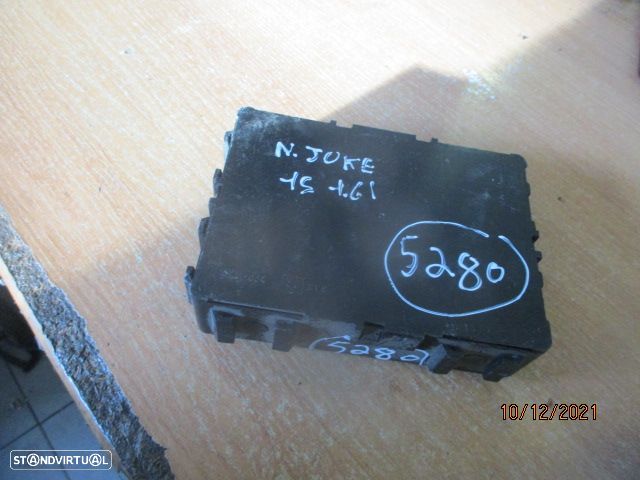 N. JUKE
15 1.6i
5280
(5280)
10/12/2021
STANDVIRTUAL